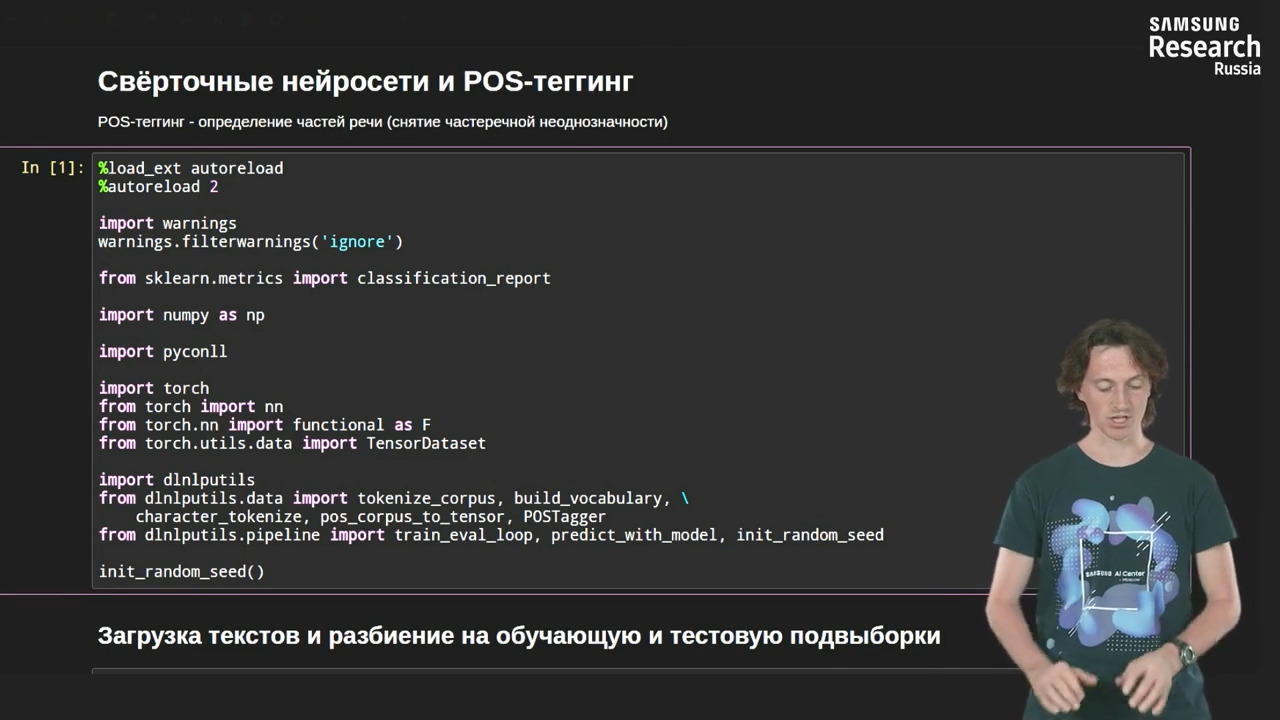 SAMSUNG
Research
Russia
Свёрточные нейросети и POS-теггинг
POS-теггинг - определение частей речи (снятие частеречной неоднозначности)
In [1]:
%load_ext autoreload
%autoreload 2
import warnings
warnings.filterwarnings('ignore')
from sklearn.metrics import classification_report
import numpy as np
import pyconll
import torch
from torch import nn
from torch.nn import functional as F
from torch.utils.data import TensorDataset
import dlnlputils
from dlnlputils.data import tokenize_corpus, build_vocabulary, \
character_tokenize, pos_corpus_to_tensor, POSTagger
from dlnlputils.pipeline import train_eval_loop, predict_with_model, init_random_seed
init_random_seed()
Загрузка текстов и разбиение на обучающую и тестовую подвыборки
SAMSUNG AI Center